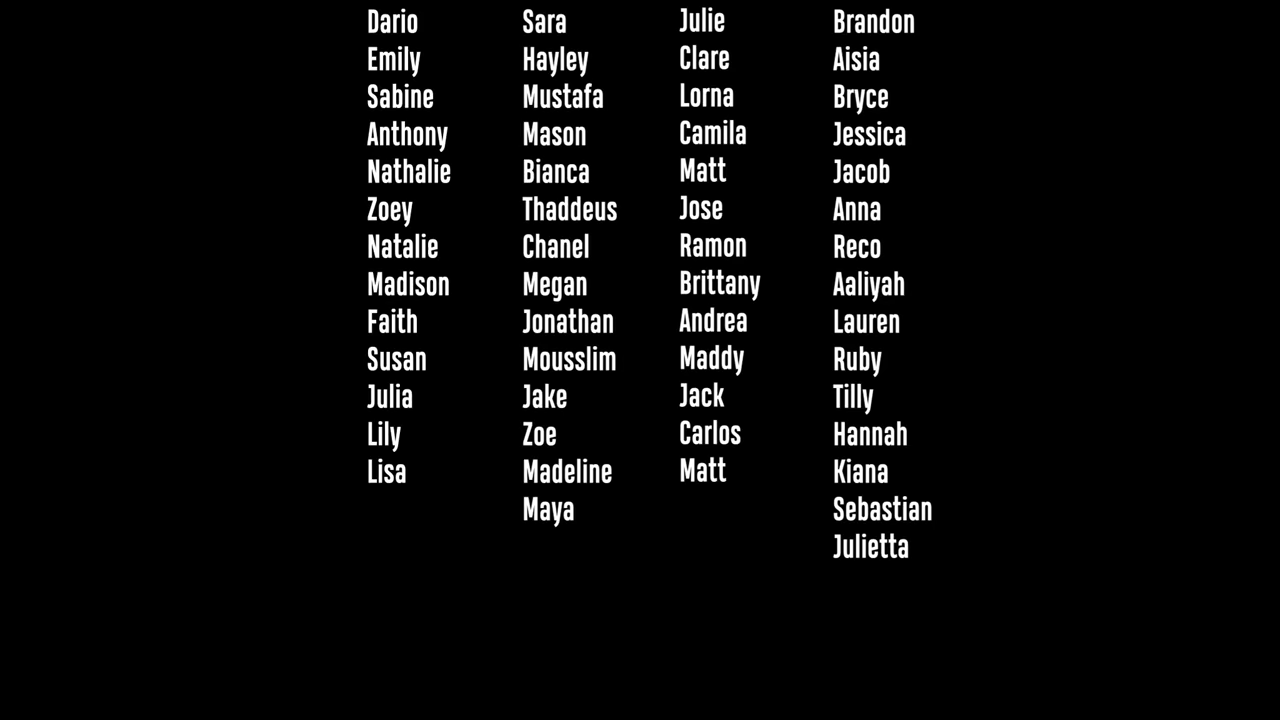 Dario
Emily
Sabine
Anthony
Nathalie
Zoey
Natalie
Madison
Faith
Susan
Julia
Lily
Lisa
Sara
Hayley
Mustafa
Mason
Bianca
Thaddeus
Chanel
Megan
Jonathan
Mousslim
Jake
Zoe
Madeline
Maya
Julie
Clare
Lorna
Camila
Matt
Jose
Ramon
Brittany
Andrea
Maddy
Jack
Carlos
Matt
Brandon
Aisia
Bryce
Jessica
Jacob
Anna
Reco
Aaliyah
Lauren
Ruby
Tilly
Hannah
Kiana
Sebastian
Julietta